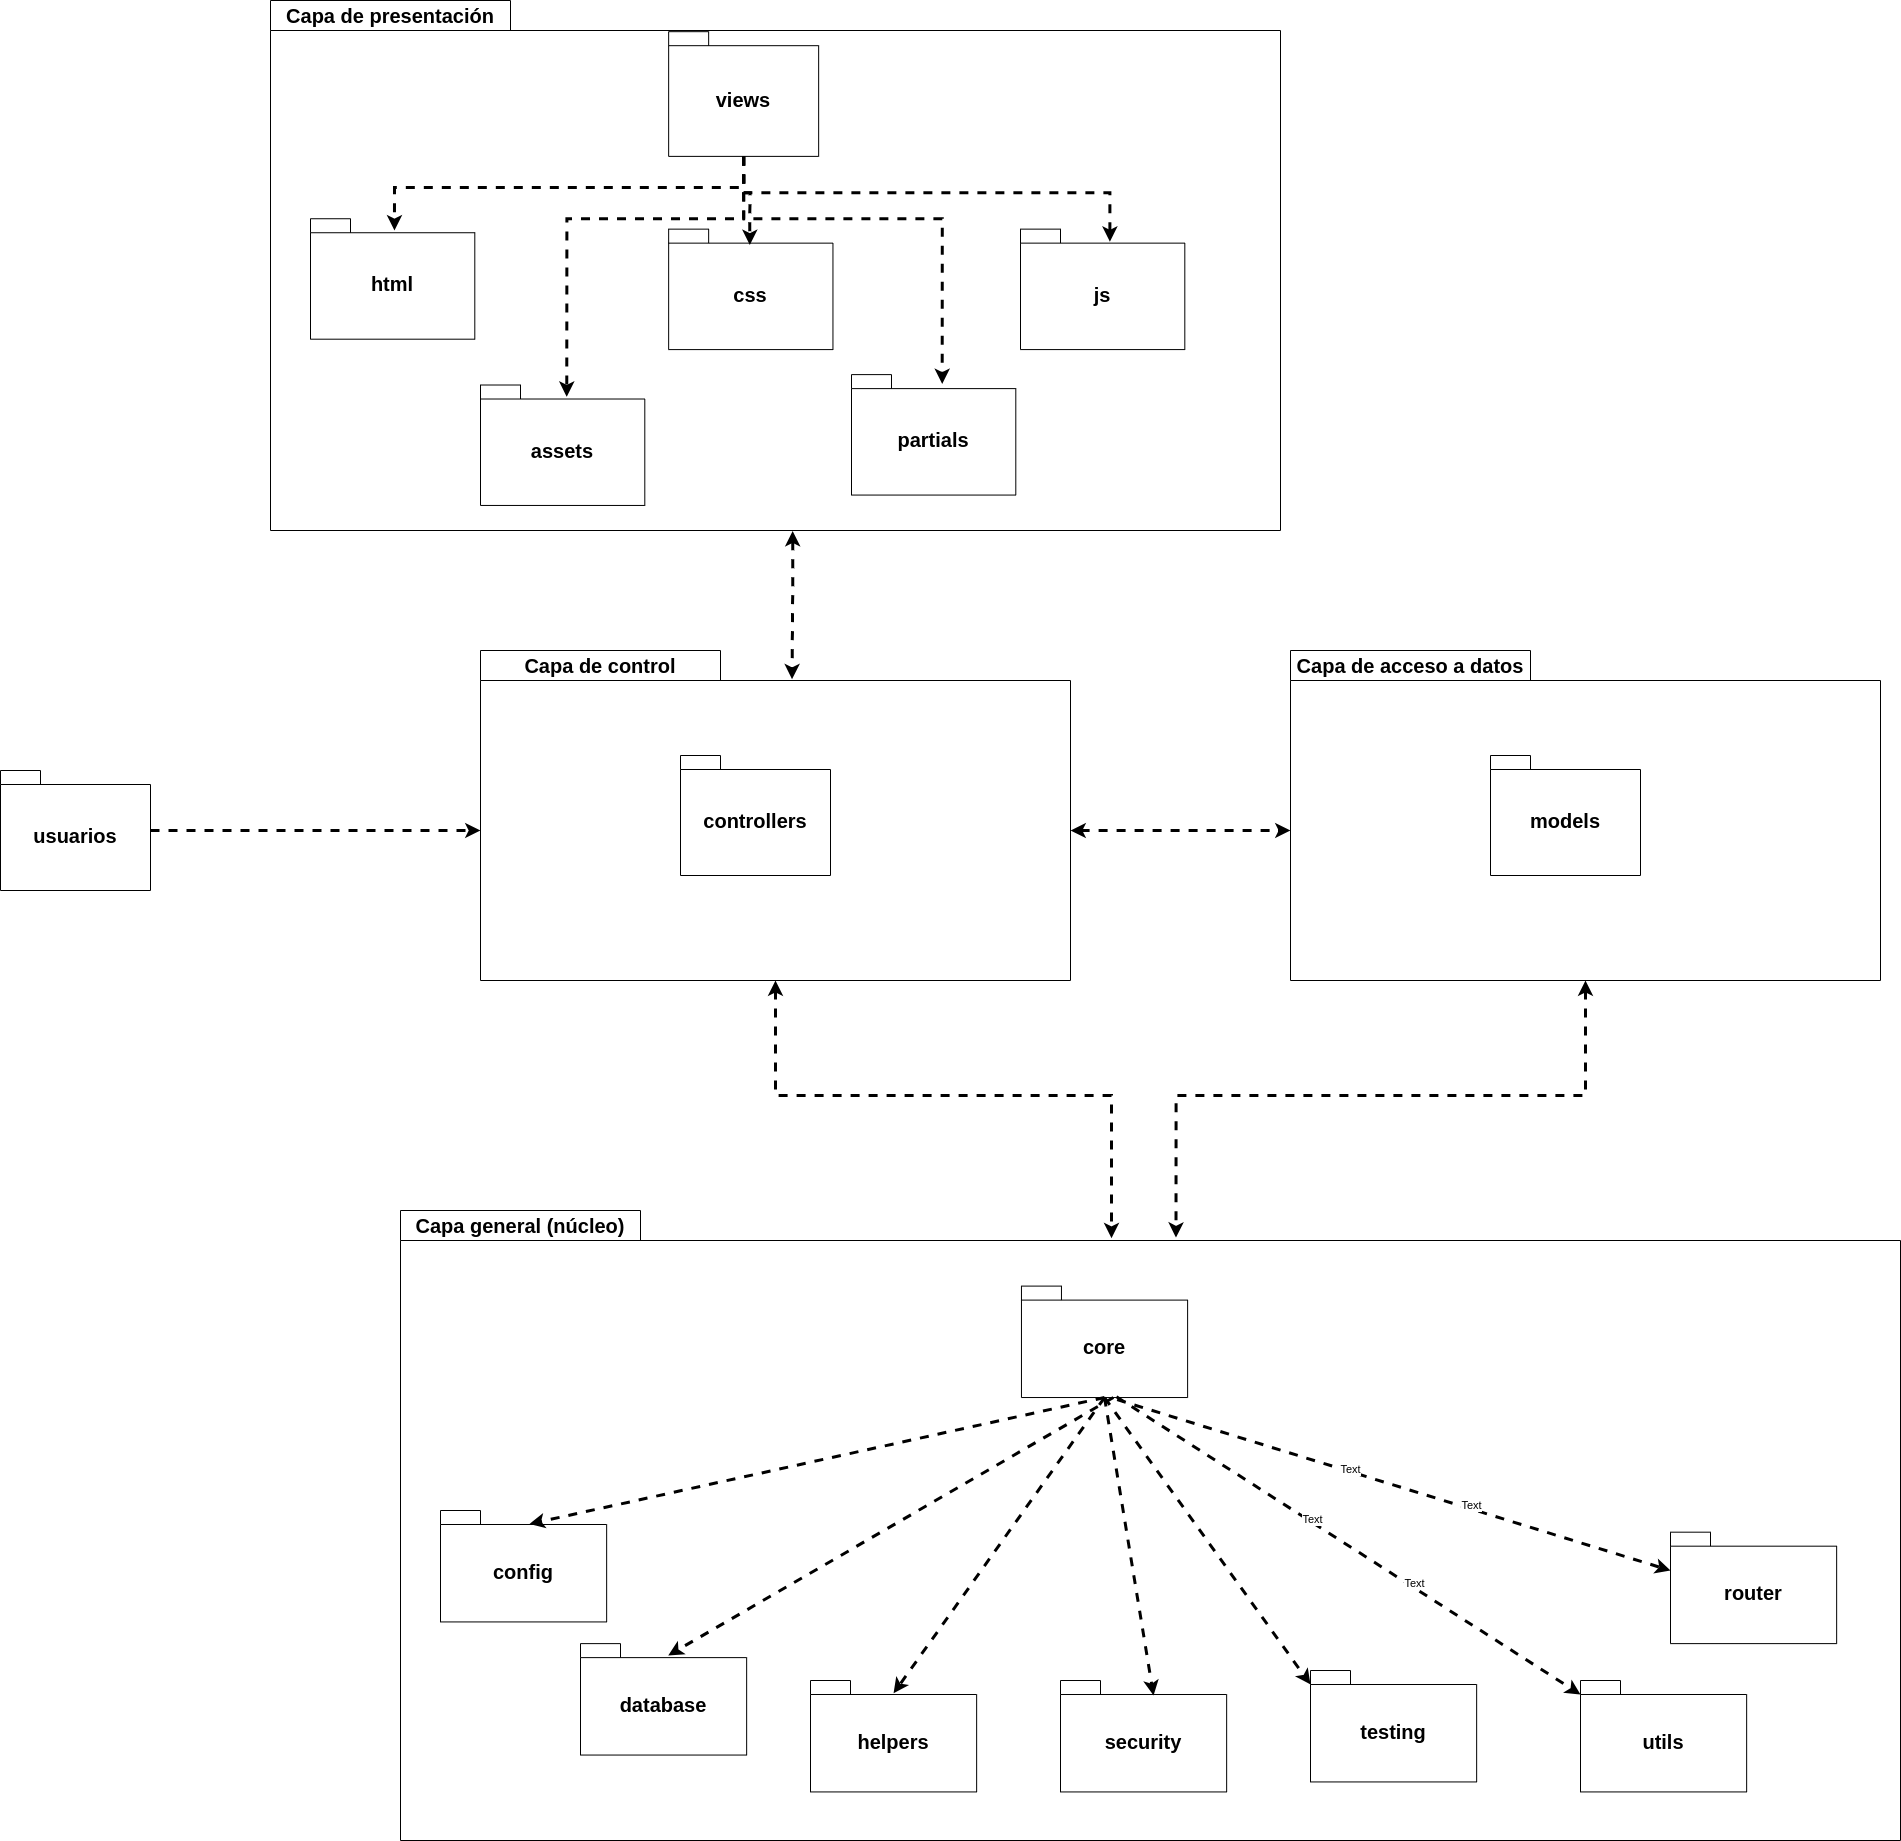 Capa de presentación
views
html
css
js
assets
partials
Capa de control
Capa de acceso a datos
controllers
models
usuarios
Capa general (núcleo)
core
Text
Text
Text
Text
config
router
database
helpers
security
testing
utils